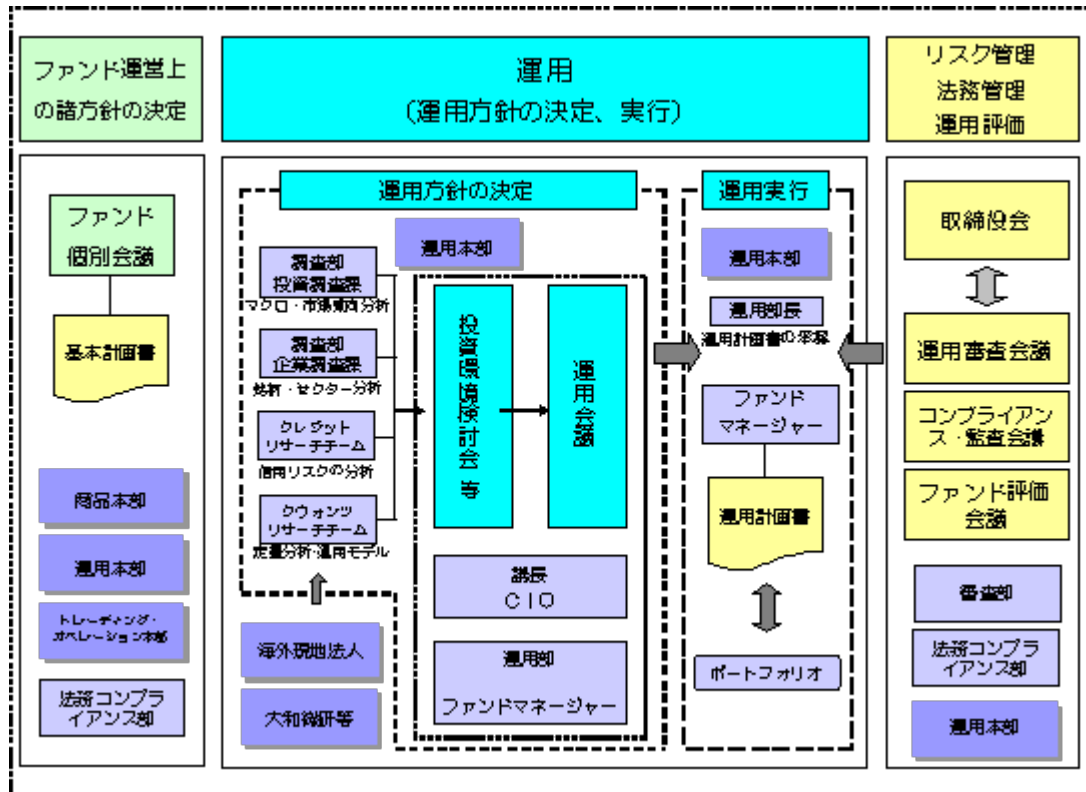 ファンド運営上
の諸方針の決定
運用
(運用方針の決定、実行)
リスク管理
法務管理
運用評価
ファンド
個別会議
基本計画書
商品本部
運用本部
トレーディング・
オペレーション本部
法務コンプラ
イアンス部
運用方針の決定
運用本部
調査部
投資調査課
マクロ・市場動向分析
調査部
企業調査課
銘柄・セクター分析
クレジット
リサーチチーム
信用リスクの分析
クウォンツ
リサーチチーム
定量分析・運用モデル
海外現地法人
大和総研等
投資環境検討会 等
運用会議
議長
CIO
運用部
ファンドマネージャー
運用実行
運用本部
運用部長
運用計画書の承認
ファンド
マネージャー
運用計画書
ポートフォリオ
取締役会
運用審査会議
コンプライアン
ス・監査会議
ファンド評価
会議
審査部
法務コンプラ
イアンス部
運用本部